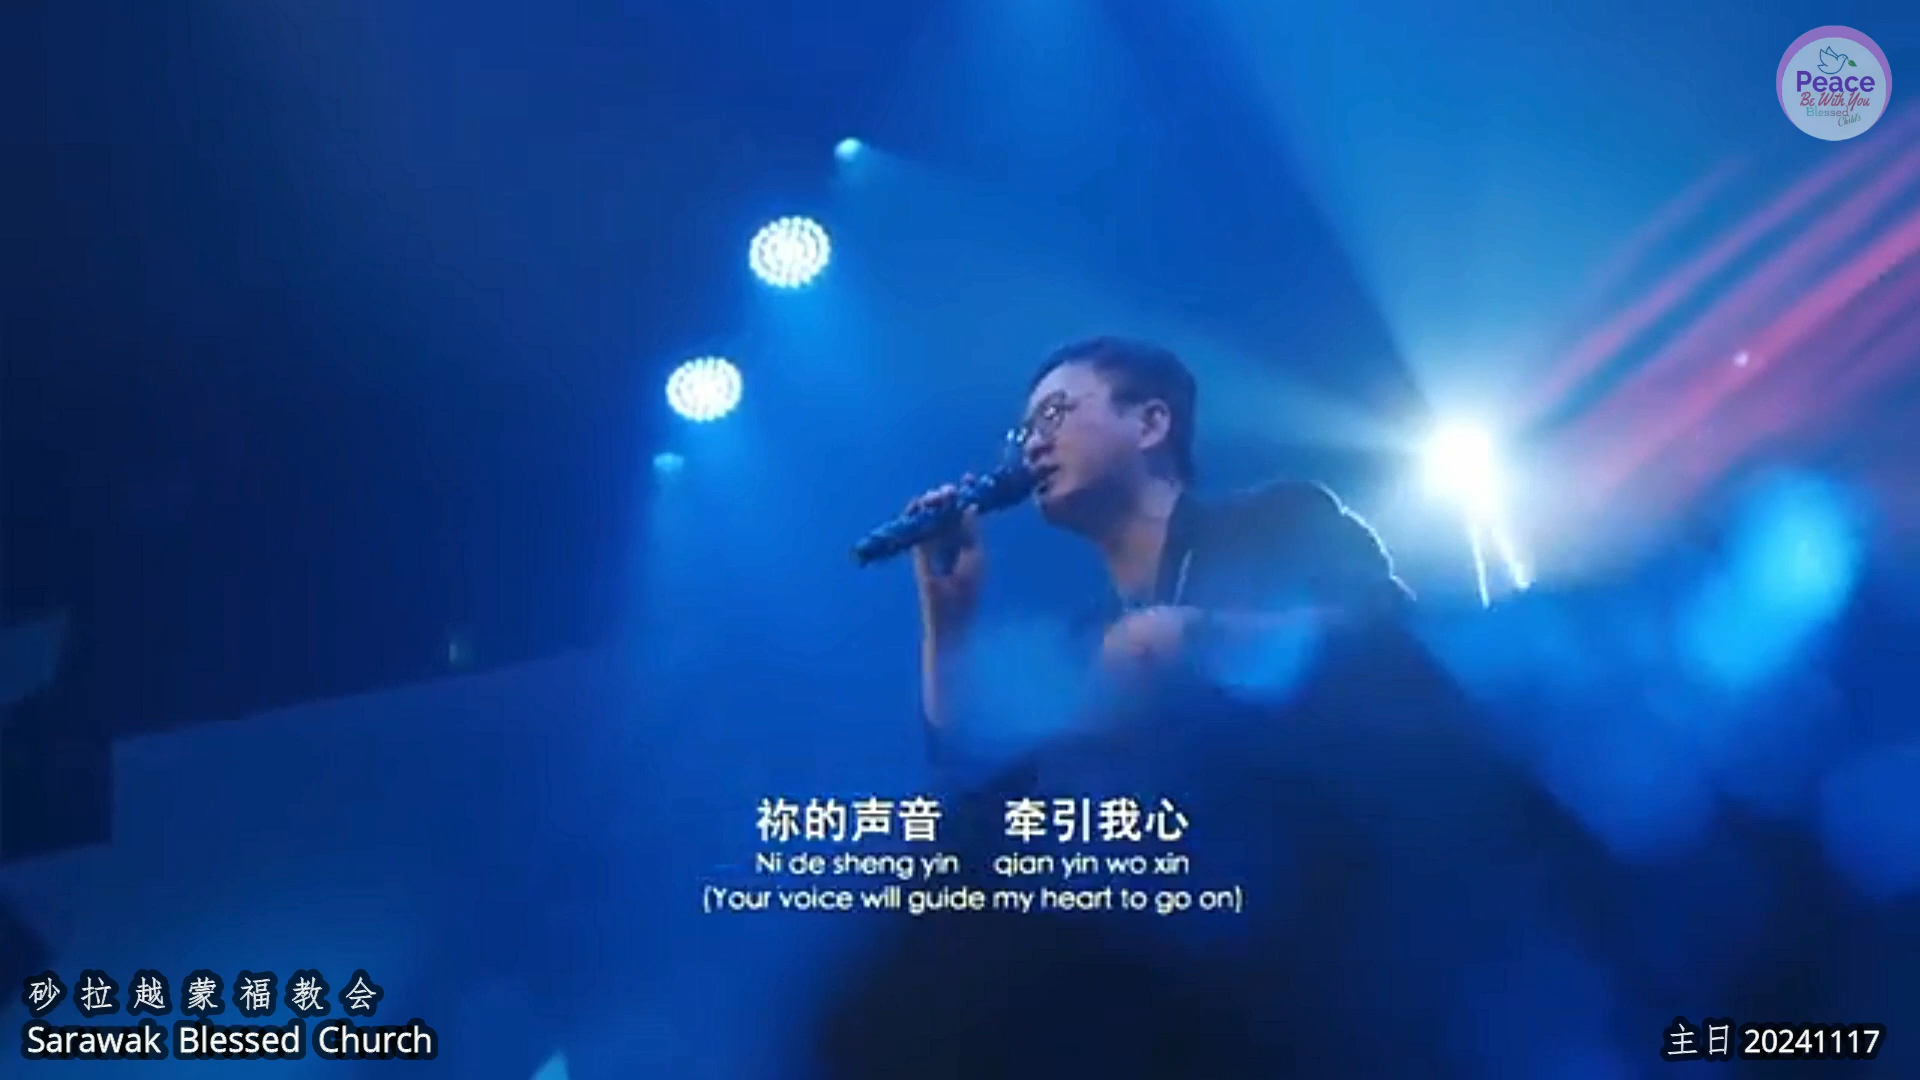 Peace
Be With You
Blessed
Childs
祢的声音 牵引我心
Ni de sheng yin qian yin wo xin
(Your voice will guide my heart to go on)
砂拉越蒙福教会
Sarawak Blessed Church
主日 20241117